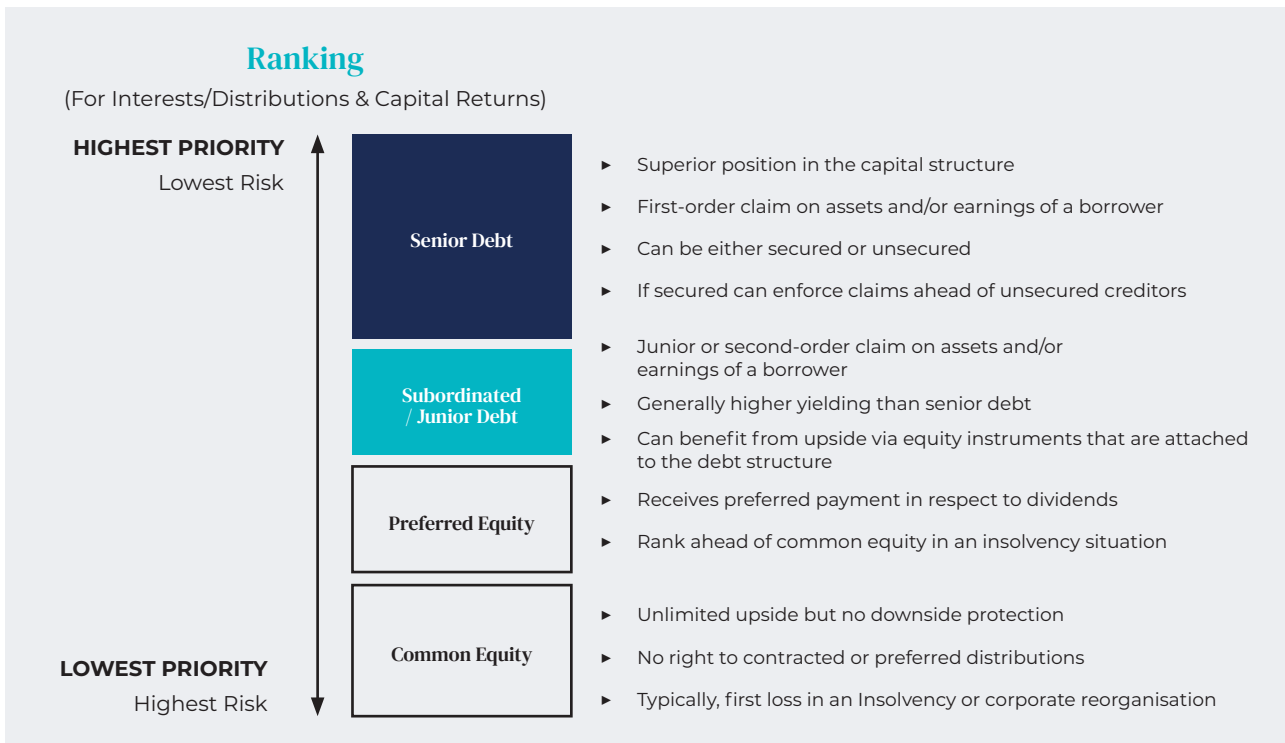 Ranking
(For Interests/Distributions & Capital Returns)
HIGHEST PRIORITY
Lowest Risk
Senior Debt
► Superior position in the capital structure
► First-order claim on assets and/or earnings of a borrower
► Can be either secured or unsecured
► If secured can enforce claims ahead of unsecured creditors
Subordinated
/ Junior Debt
► Junior or second-order claim on assets and/or
earnings of a borrower
► Generally higher yielding than senior debt
► Can benefit from upside via equity instruments that are attached
to the debt structure
Preferred Equity
► Receives preferred payment in respect to dividends
► Rank ahead of common equity in an insolvency situation
Common Equity
► Unlimited upside but no downside protection
► No right to contracted or preferred distributions
► Typically, first loss in an Insolvency or corporate reorganisation
LOWEST PRIORITY
Highest Risk